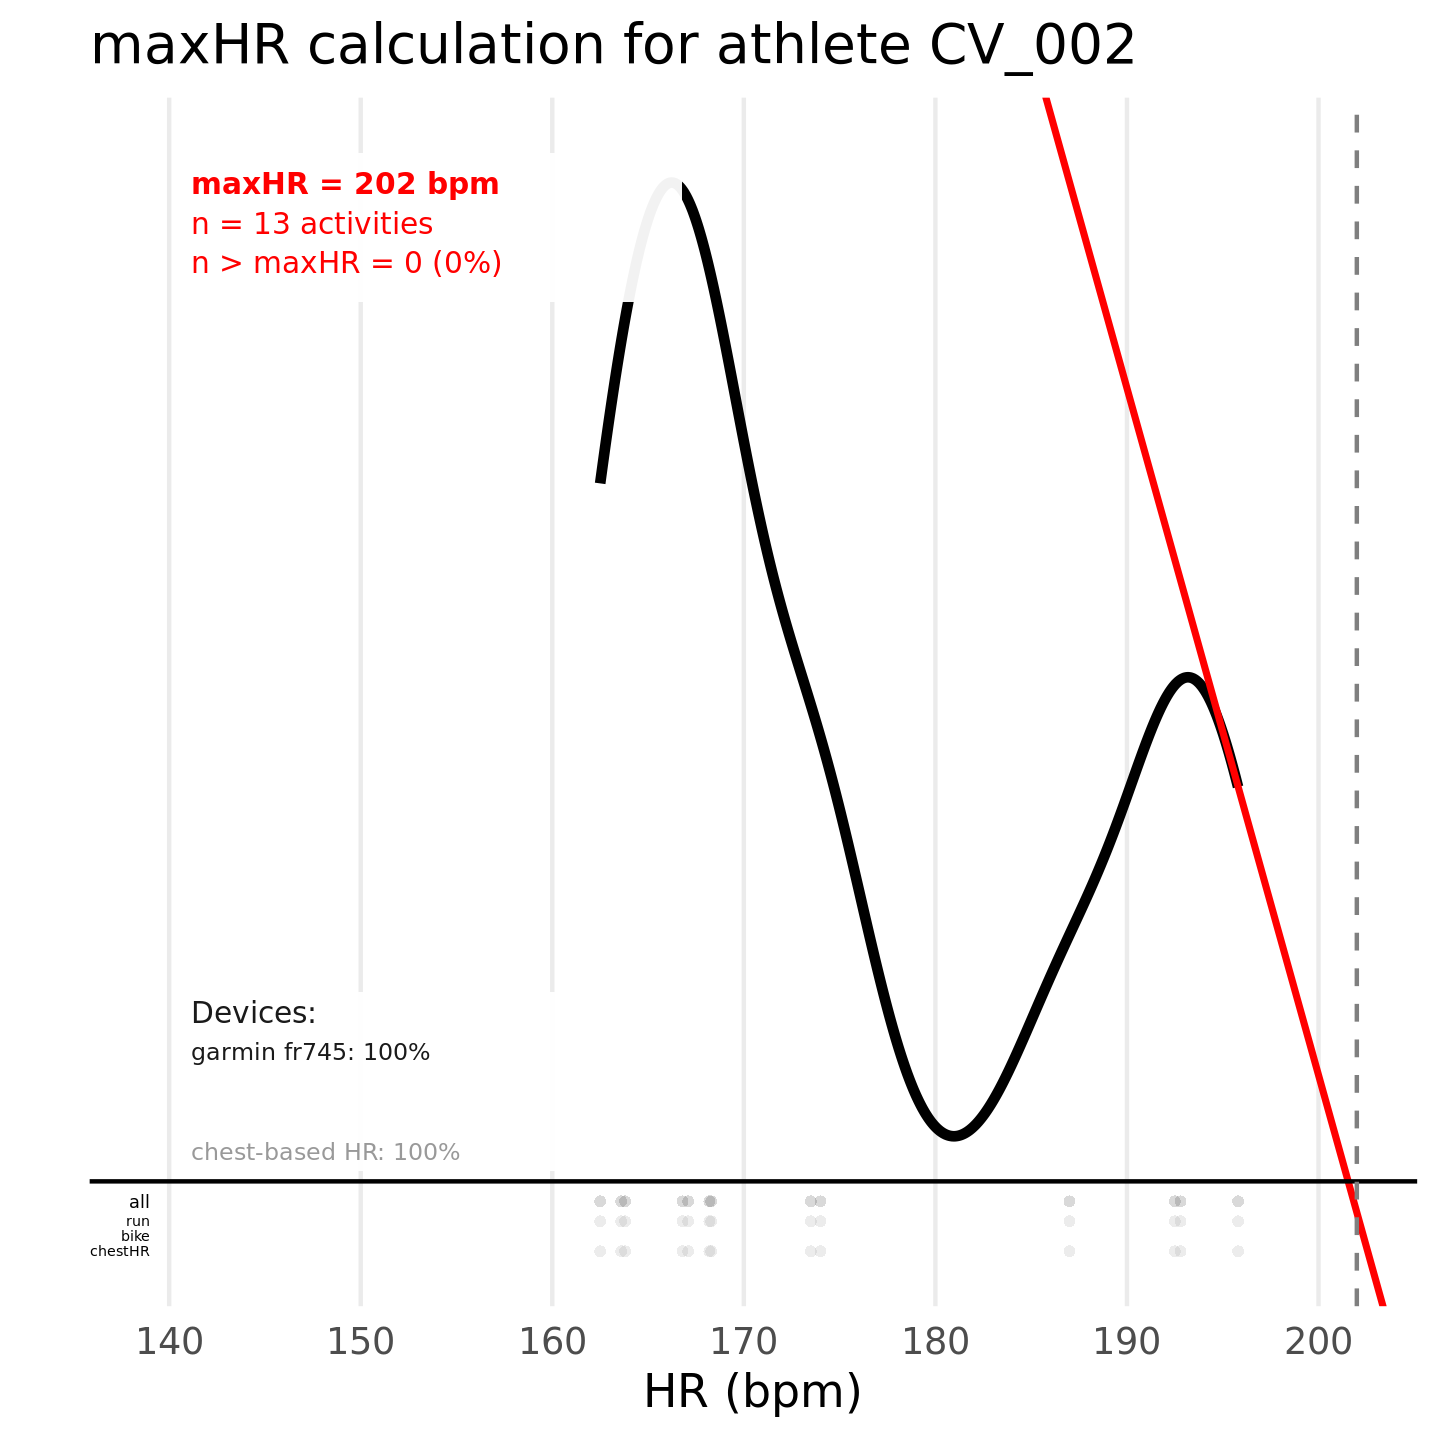 maxHR calculation for athlete CV_002
maxHR = 202 bpm
n = 13 activities
n > maxHR = 0 (0%)
Devices:
garmin fr745: 100%
chest-based HR: 100%
all
run
bike
chestHR
140 150 160 170 180 190 200
HR (bpm)